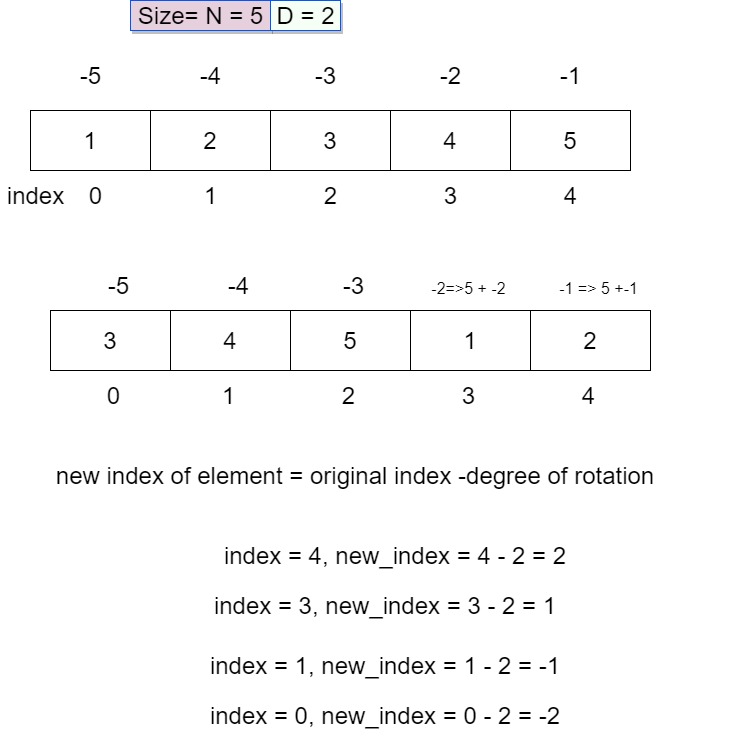 Size= N = 5 D = 2
-5 -4 -3 -2 -1
1 2 3 4 5
index 0 1 2 3 4
-5 -4 -3 -2=>5 + -2 -1 => 5 +-1
3 4 5 1 2
0 1 2 3 4
new index of element = original index -degree of rotation
index = 4, new_index = 4 - 2 = 2
index = 3, new_index = 3 - 2 = 1
index = 1, new_index = 1 - 2 = -1
index = 0, new_index = 0 - 2 = -2